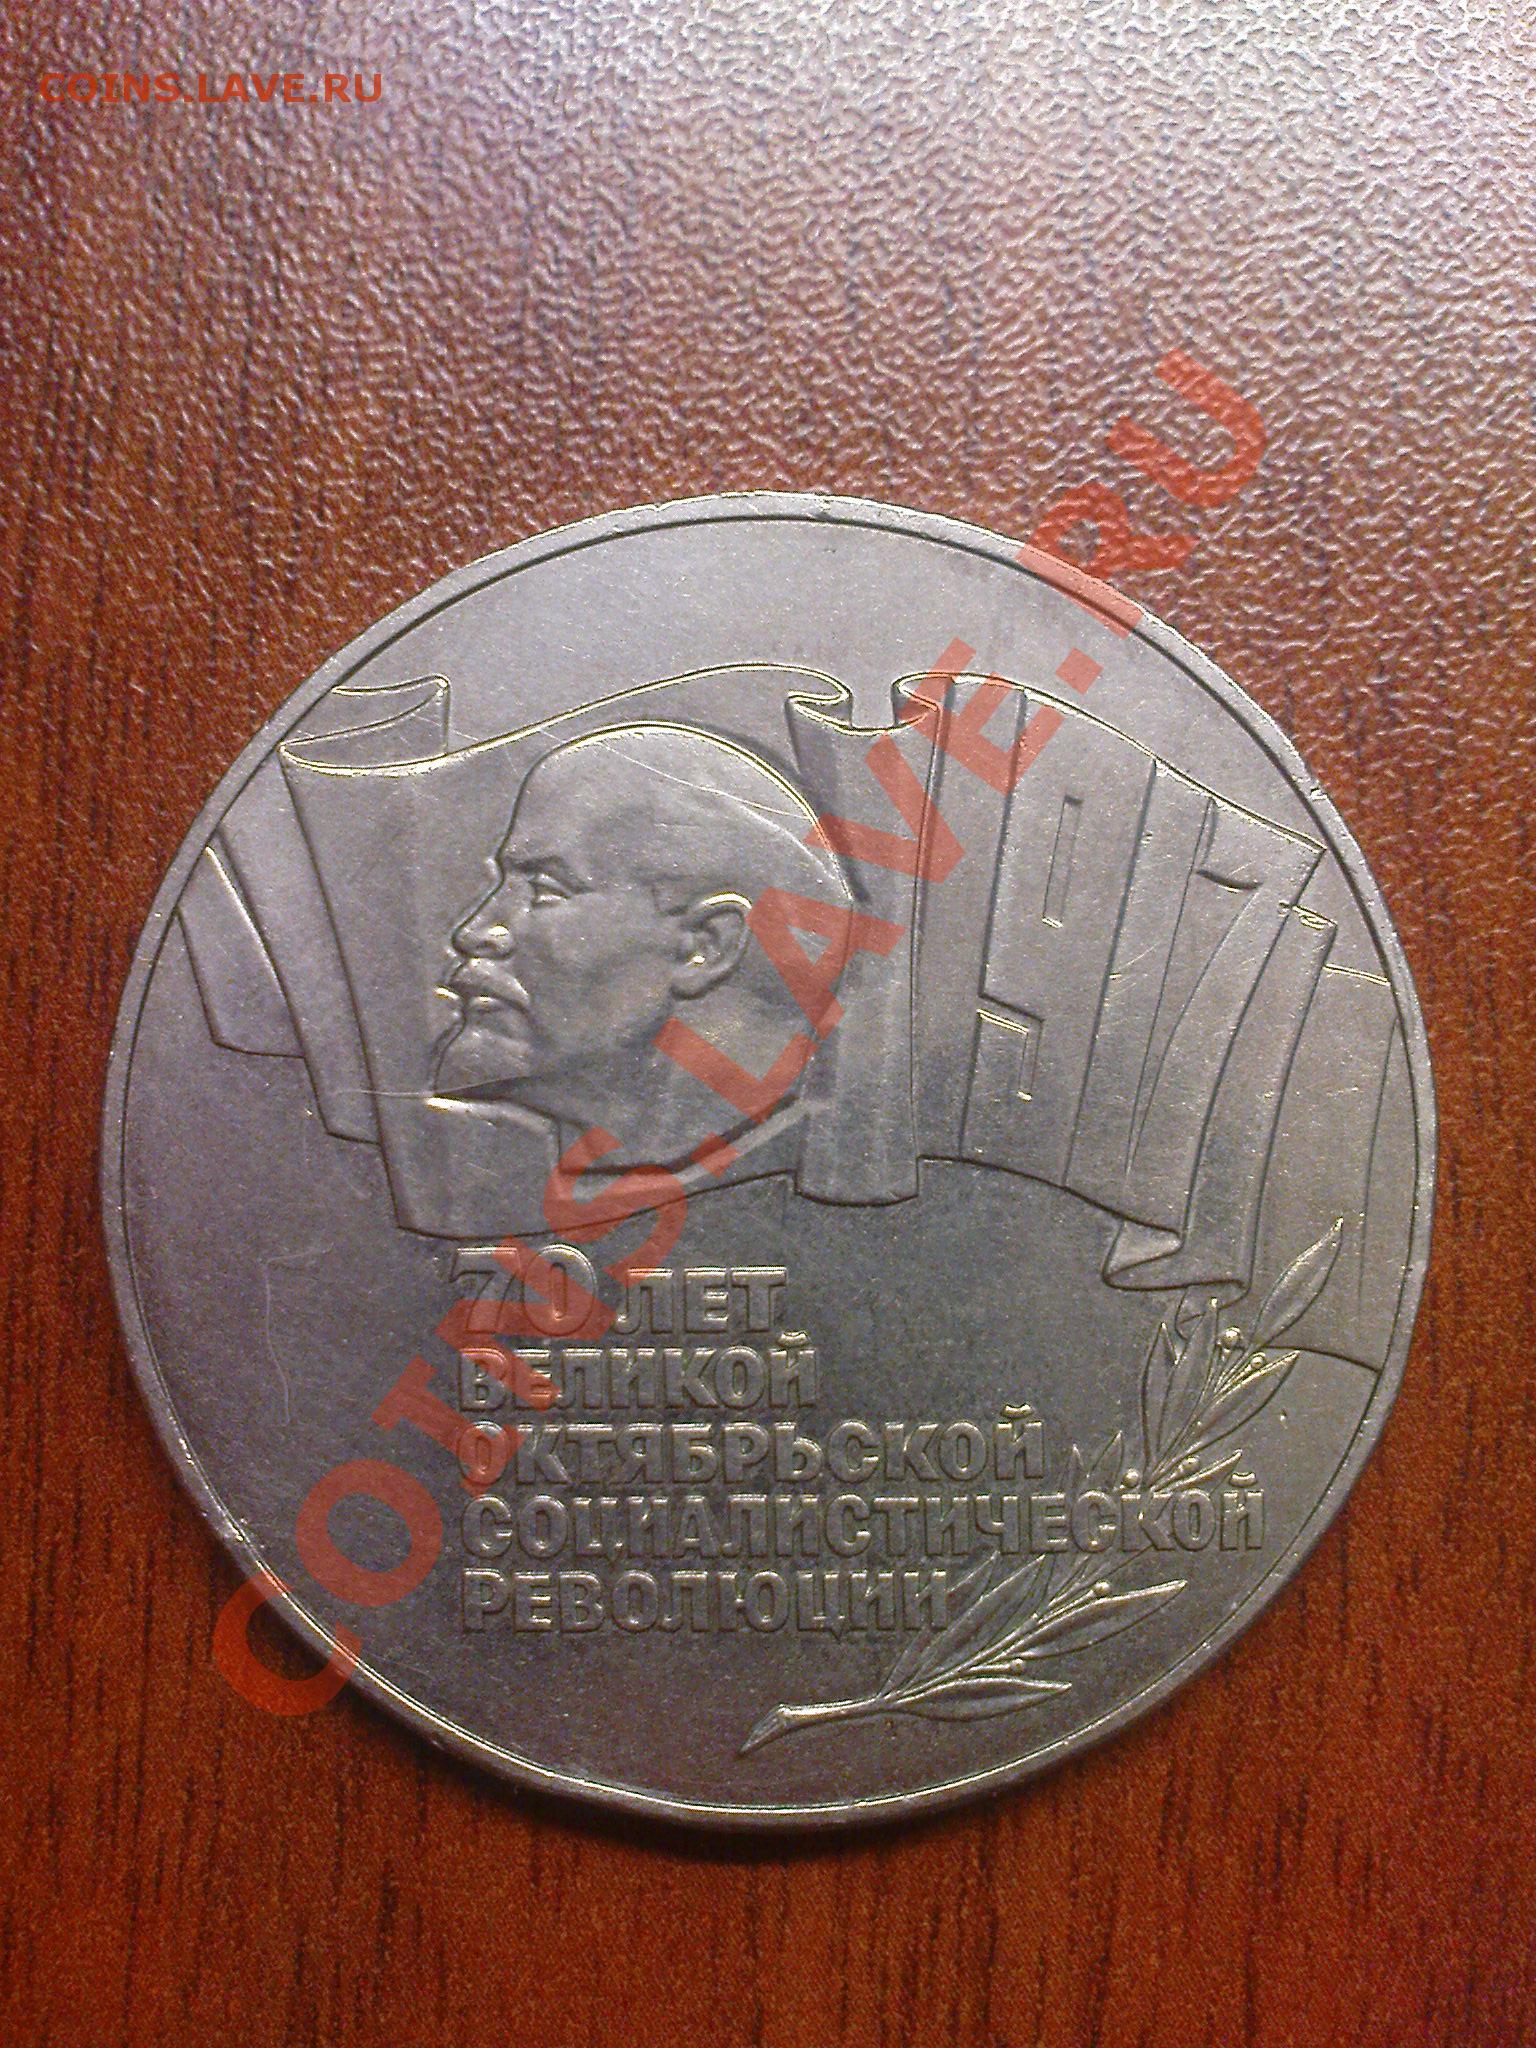 COINS.LAVE.RU
COINS.LAVE.RU
1917
70 ЛЕТ
ВЕЛИКОЙ
ОКТЯБРЬСКОЙ
СОЦИАЛИСТИЧЕСКОЙ
РЕВОЛЮЦИИ